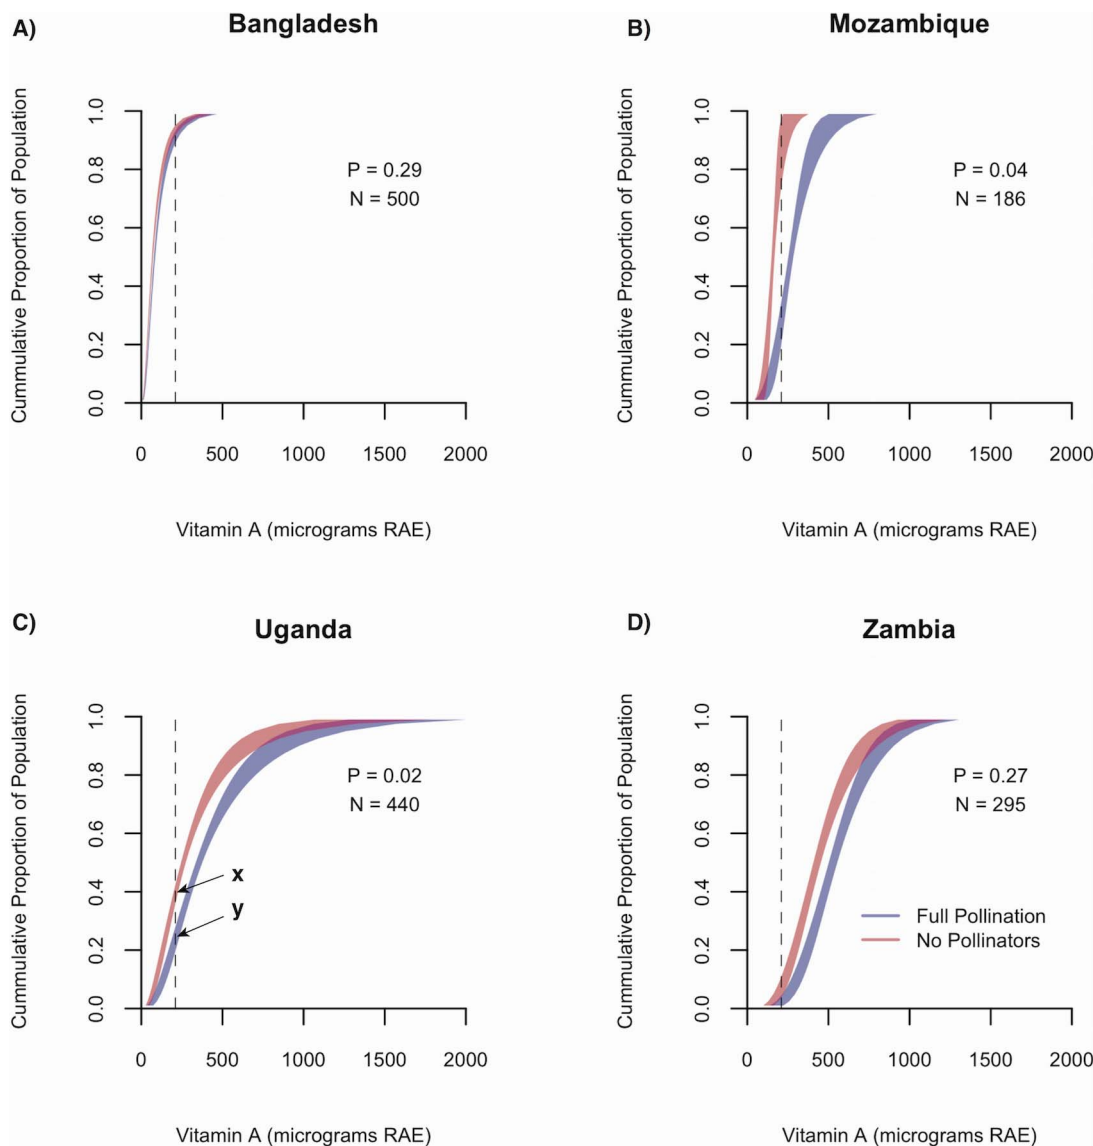 A)
Bangladesh
Cummulative Proportion of Population
1.0
0.8
0.6
0.4
0.2
0.0
P = 0.29
N = 500
0 500 1000 1500 2000
Vitamin A (micrograms RAE)
B)
Mozambique
Cummulative Proportion of Population
1.0
0.8
0.6
0.4
0.2
0.0
P = 0.04
N = 186
0 500 1000 1500 2000
Vitamin A (micrograms RAE)
C)
Uganda
Cummulative Proportion of Population
1.0
0.8
0.6
0.4
0.2
0.0
P = 0.02
N = 440
x
y
0 500 1000 1500 2000
Vitamin A (micrograms RAE)
D)
Zambia
Cummulative Proportion of Population
1.0
0.8
0.6
0.4
0.2
0.0
P = 0.27
N = 295
Full Pollination
No Pollinators
0 500 1000 1500 2000
Vitamin A (micrograms RAE)